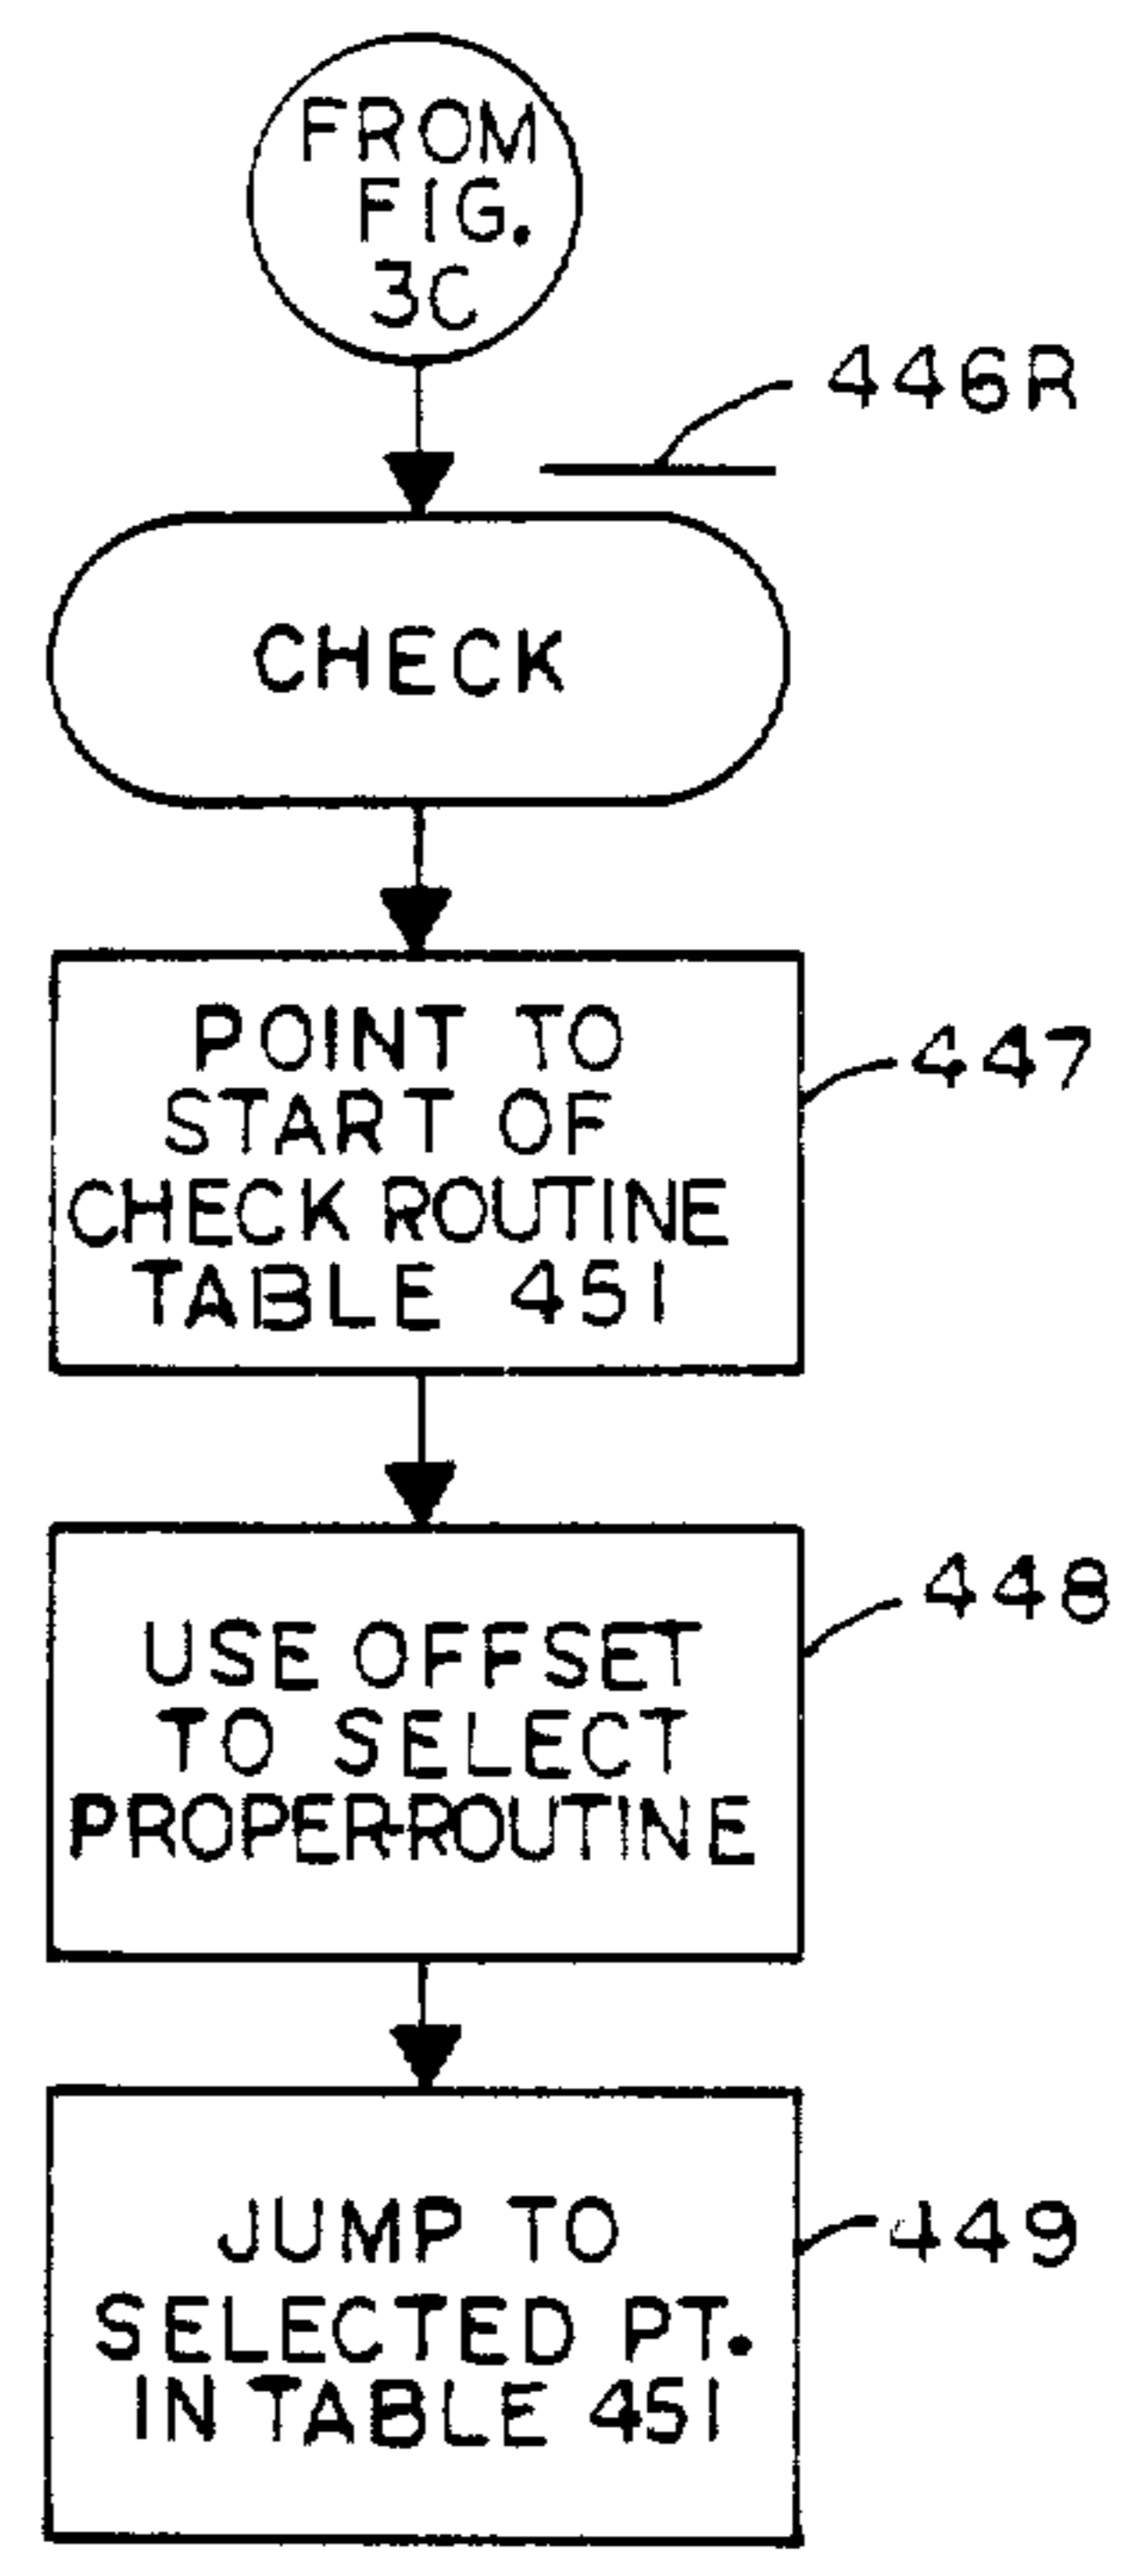 FROM
FIG.
3C
446R
CHECK
POINT TO
START OF
CHECK ROUTINE
TABLE 451
447
USE OFFSET
TO SELECT
PROPER-ROUTINE
448
JUMP TO
SELECTED PT.
IN TABLE 451
449